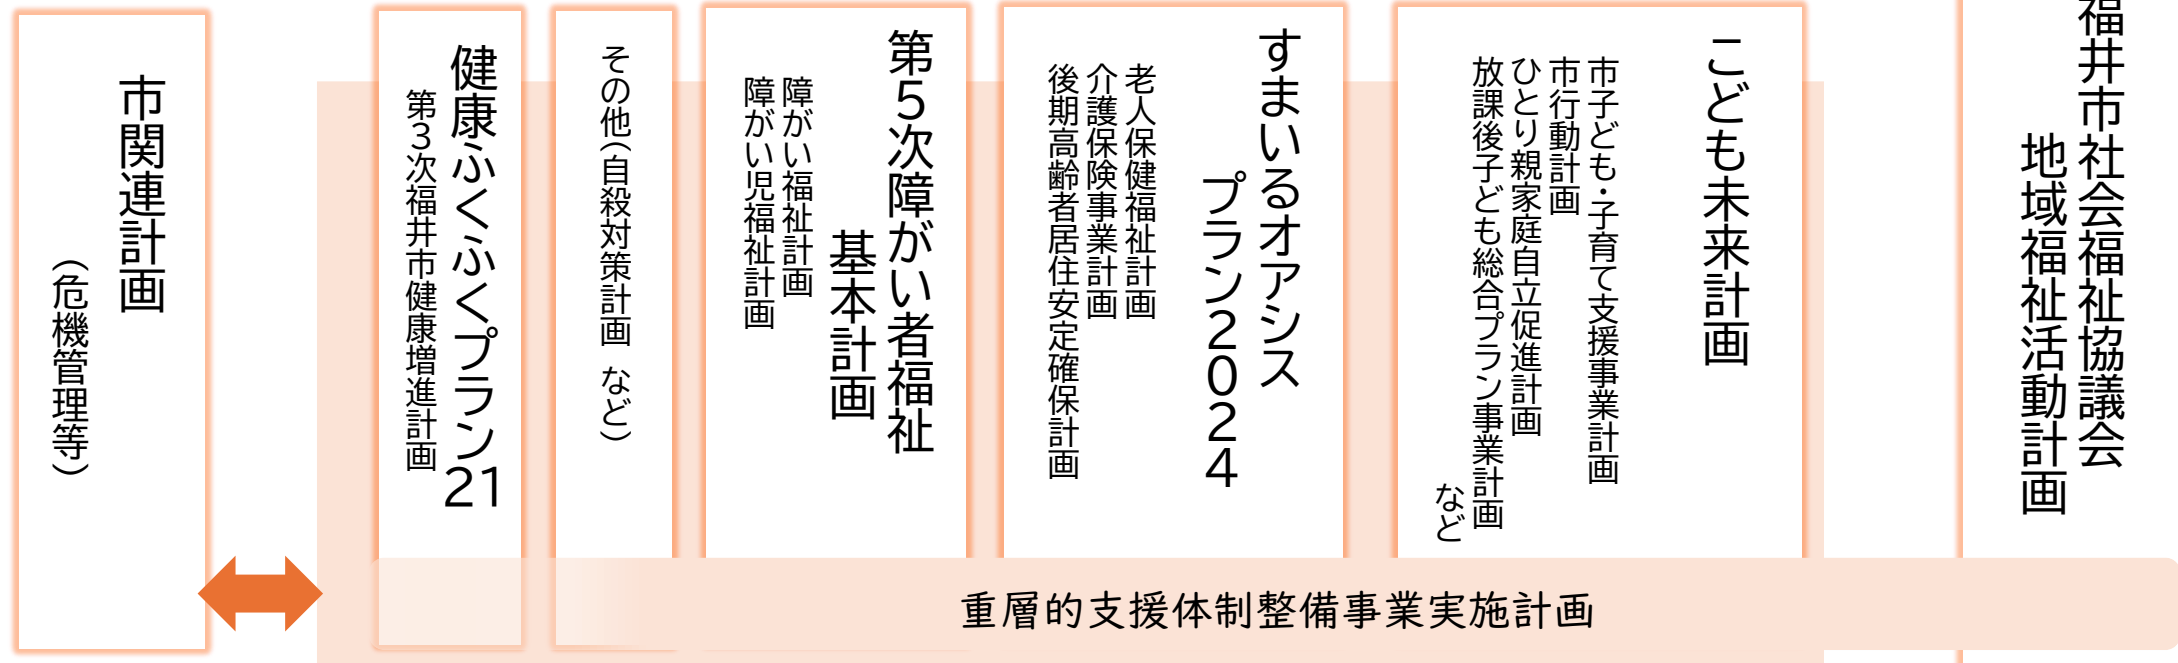 福井市社会福祉協議会
地域福祉活動計画
こども未来計画
市子ども・子育て支援事業計画
市行動計画
ひとり親家庭自立促進計画
放課後子ども総合プラン事業計画
など
すまいるオアシス
プラン2024
老人保健福祉計画
介護保険事業計画
後期高齢者居住安定確保計画
第5次障がい者福祉
基本計画
障がい福祉計画
障がい児福祉計画
その他(自殺対策計画 など)
健康ふくふくプラン21
第3次福井市健康増進計画
市関連計画
(危機管理等)
重層的支援体制整備事業実施計画